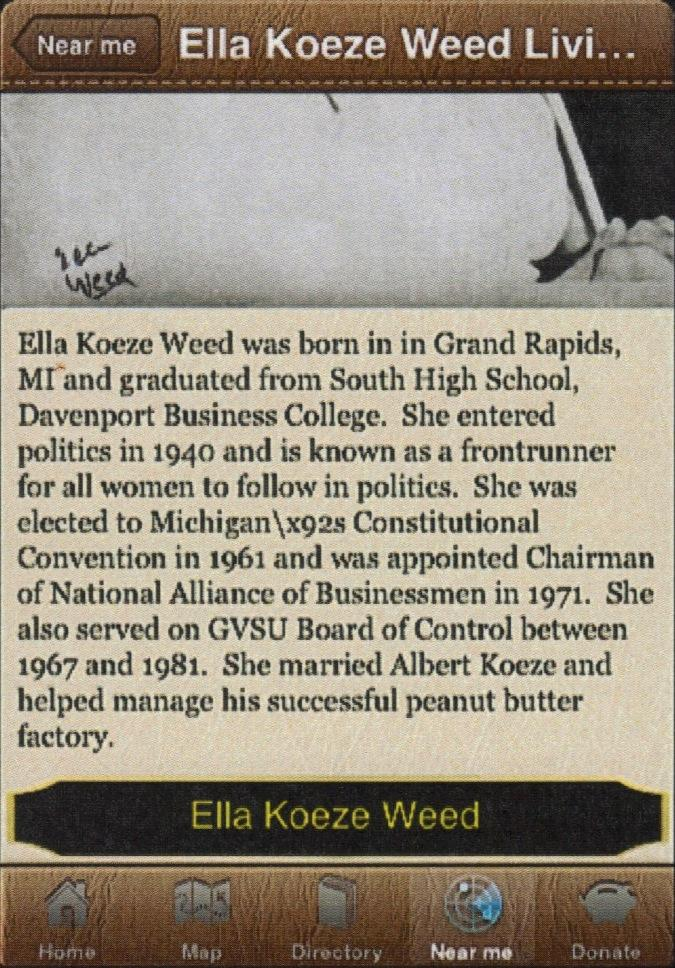 Near me
Ella Koeze Weed Livi...
Weed
Ella Koeze Weed was born in in Grand Rapids,
MI and graduated from South High School,
Davenport Business College.  She entered
politics in 1940 and is known as a frontrunner
for all women to follow in politics.  She was
elected to Michigan\x92s Constitutional
Convention in 1961 and was appointed Chairman
of National Alliance of Businessmen in 1971.  She
also served on GVSU Board of Control between
1967 and 1981.  She married Albert Koeze and
helped manage his successful peanut butter
factory.
Ella Koeze Weed
Home
Map
Directory
Near me
Donate